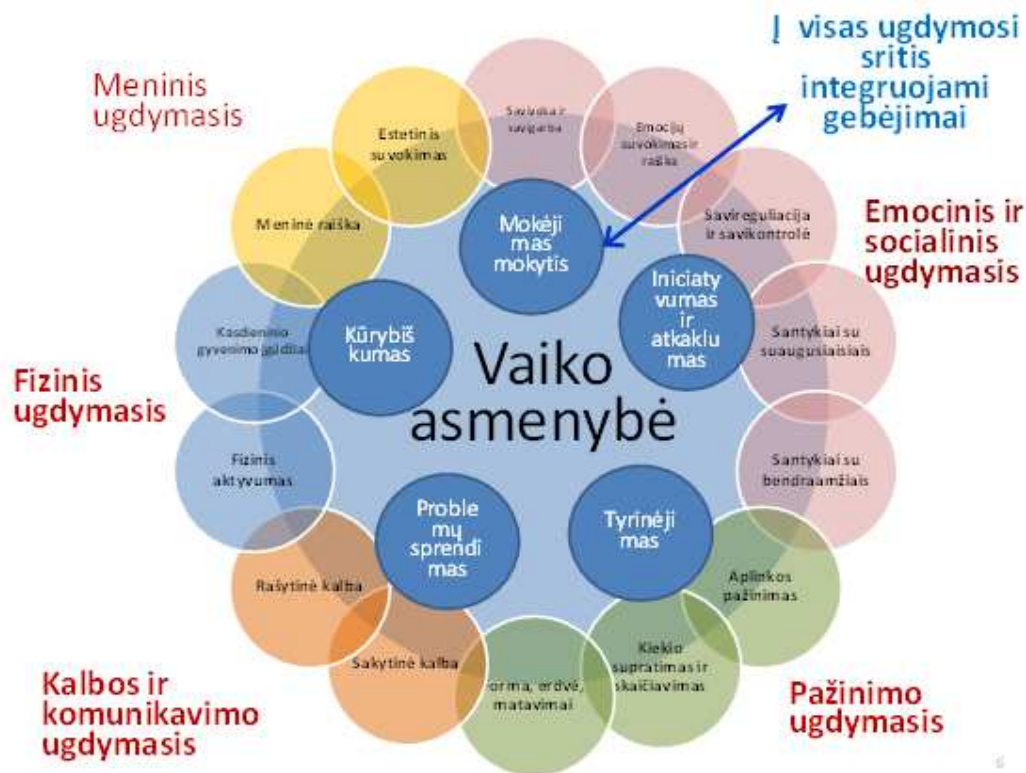 Į visas ugdymosi
sritis
integruojami
gebėjimai
Meninis
ugdymasis
Savivoka ir
savigarba
Estetinis
suvokimas
Emocijų
suvokimas ir
raiška
Meninė raiška
Mokėji
mas
mokytis
Savireguliacija
ir savikontrolė
Emocinis ir
socialinis
ugdymasis
Iniciaty
vumas
ir
atkaklu
mas
Kasdieninio
gyvenimo įgūdžiai
Kūrybiš
kumas
Santykiai su
suaugusiaisiais
Vaiko
asmenybė
Fizinis
ugdymasis
Fizinis
aktyvumas
Santykiai su
bendraamžiais
Proble
mų
sprendi
mas
Tyrinėji
mas
Rašytinė kalba
Aplinkos
pažinimas
Sakytinė kalba
Kiekio
supratimas ir
skaičiavimas
orma, erdvė,
matavimai
Kalbos ir
komunikavimo
ugdymasis
Pažinimo
ugdymasis